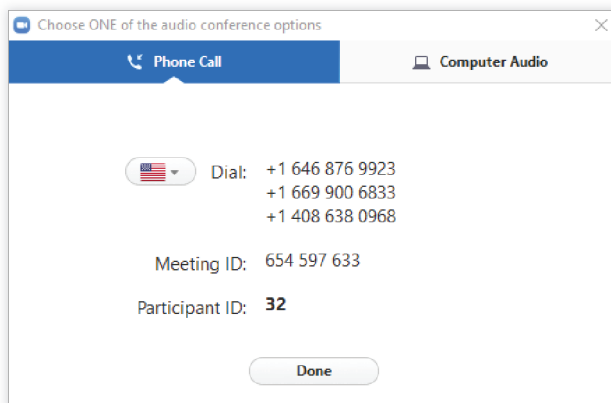 Choose ONE of the audio conference options
Phone Call
Computer Audio
Dial: +1 646 876 9923
+1 669 900 6833
+1 408 638 0968
Meeting ID: 654 597 633
Participant ID: 32
Done